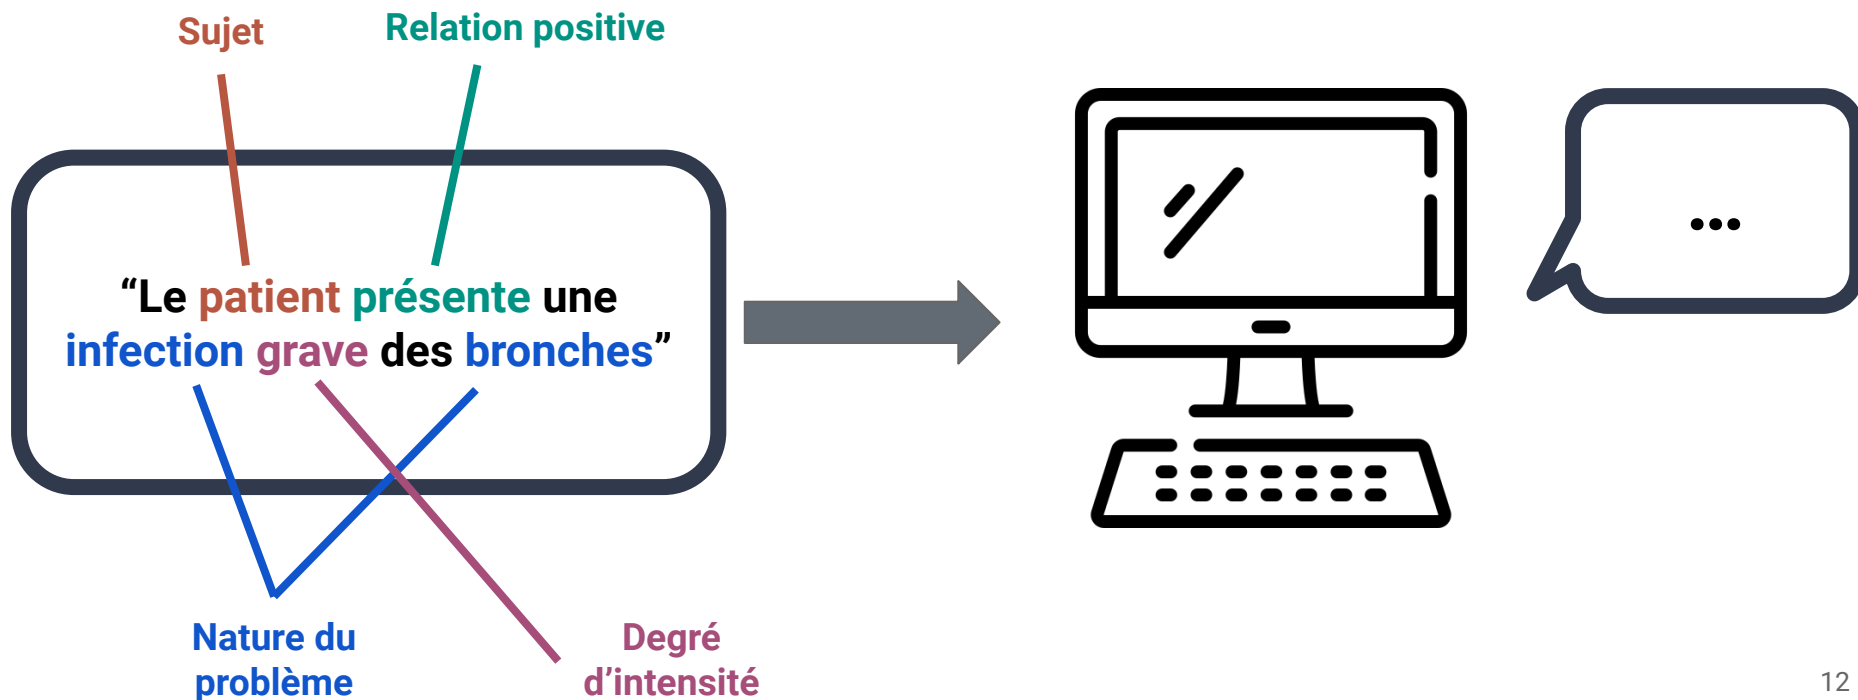 Sujet
Relation positive
“Le patient présente une
infection grave des bronches”
...
Nature du
problème
Degré
d’intensité
12